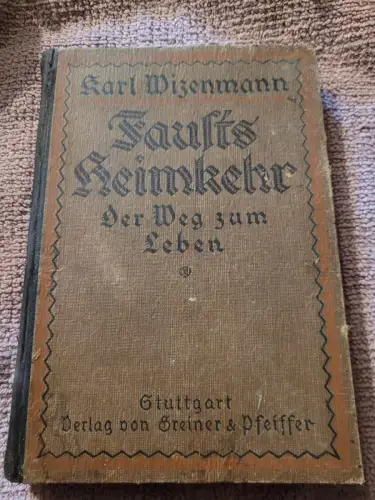 Karl Wizenmann
Fausts
Heimkehr
Der Weg zum
Leben
Stuttgart
Verlag von Greiner & Pfeiffer